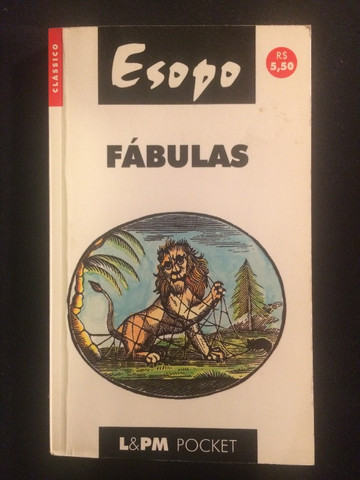 CLÁSSICO
Esopo
R$
5,50
FÁBULAS
L&PM POCKET